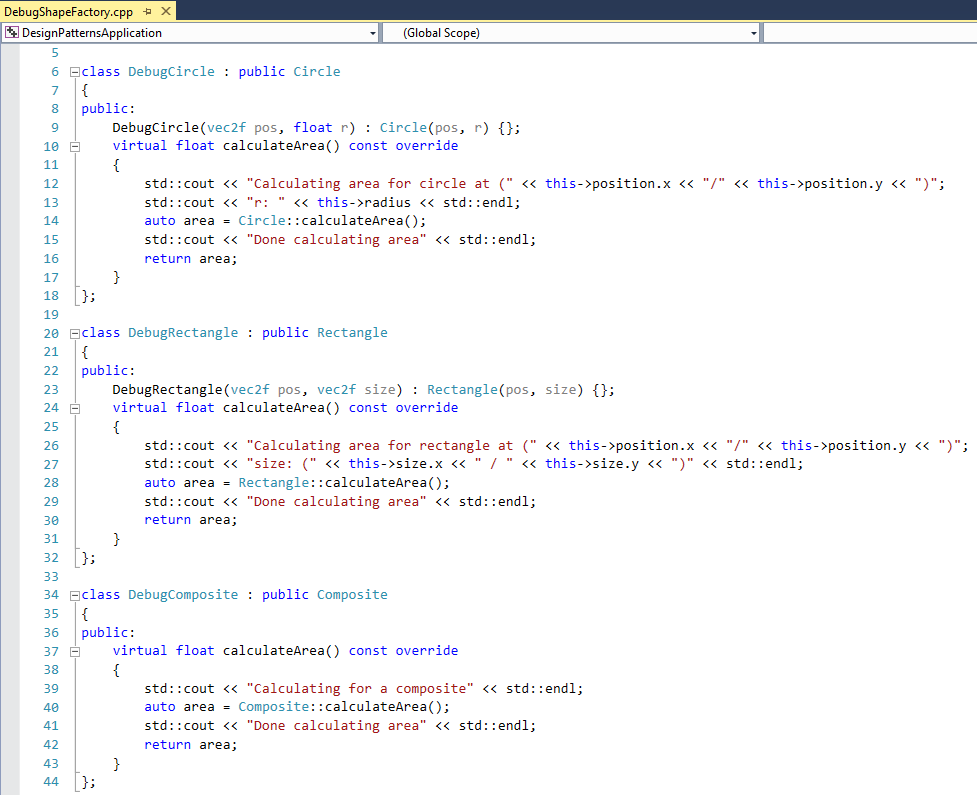 DebugShapeFactory.cpp
DesignPatternsApplication (Global Scope)
5
6 class DebugCircle : public Circle
7 {
8 public:
9 DebugCircle(vec2f pos, float r) : Circle(pos, r) {};
10 virtual float calculateArea() const override
11 {
12 std::cout << "Calculating area for circle at (" << this->position.x << "/" << this->position.y << ")";
13 std::cout << "r: " << this->radius << std::endl;
14 auto area = Circle::calculateArea();
15 std::cout << "Done calculating area" << std::endl;
16 return area;
17 }
18 };
19
20 class DebugRectangle : public Rectangle
21 {
22 public:
23 DebugRectangle(vec2f pos, vec2f size) : Rectangle(pos, size) {};
24 virtual float calculateArea() const override
25 {
26 std::cout << "Calculating area for rectangle at (" << this->position.x << "/" << this->position.y << ")";
27 std::cout << "size: (" << this->size.x << " / " << this->size.y << ")" << std::endl;
28 auto area = Rectangle::calculateArea();
29 std::cout << "Done calculating area" << std::endl;
30 return area;
31 }
32 };
33
34 class DebugComposite : public Composite
35 {
36 public:
37 virtual float calculateArea() const override
38 {
39 std::cout << "Calculating for a composite" << std::endl;
40 auto area = Composite::calculateArea();
41 std::cout << "Done calculating area" << std::endl;
42 return area;
43 }
44 };